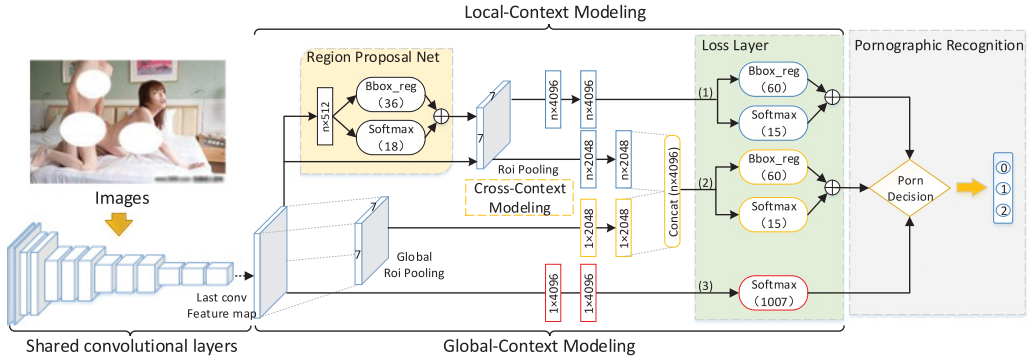 Local-Context Modeling
Region Proposal Net
Loss Layer
Pornographic Recognition
n×512
Bbox_reg
(36)
Softmax
(18)
7
7
Roi Pooling
n×4096
n×4096
(1)
Bbox_reg
(60)
Softmax
(15)
n×2048
n×2048
Cross-Context
Modeling
Concat (n×4096)
(2)
Bbox_reg
(60)
Softmax
(15)
Porn
Decision
0
1
2
Images
7
7
Global
Roi Pooling
1×2048
1×2048
Last conv
Feature map
1×4096
1×4096
(3)
Softmax
(1007)
Shared convolutional layers
Global-Context Modeling